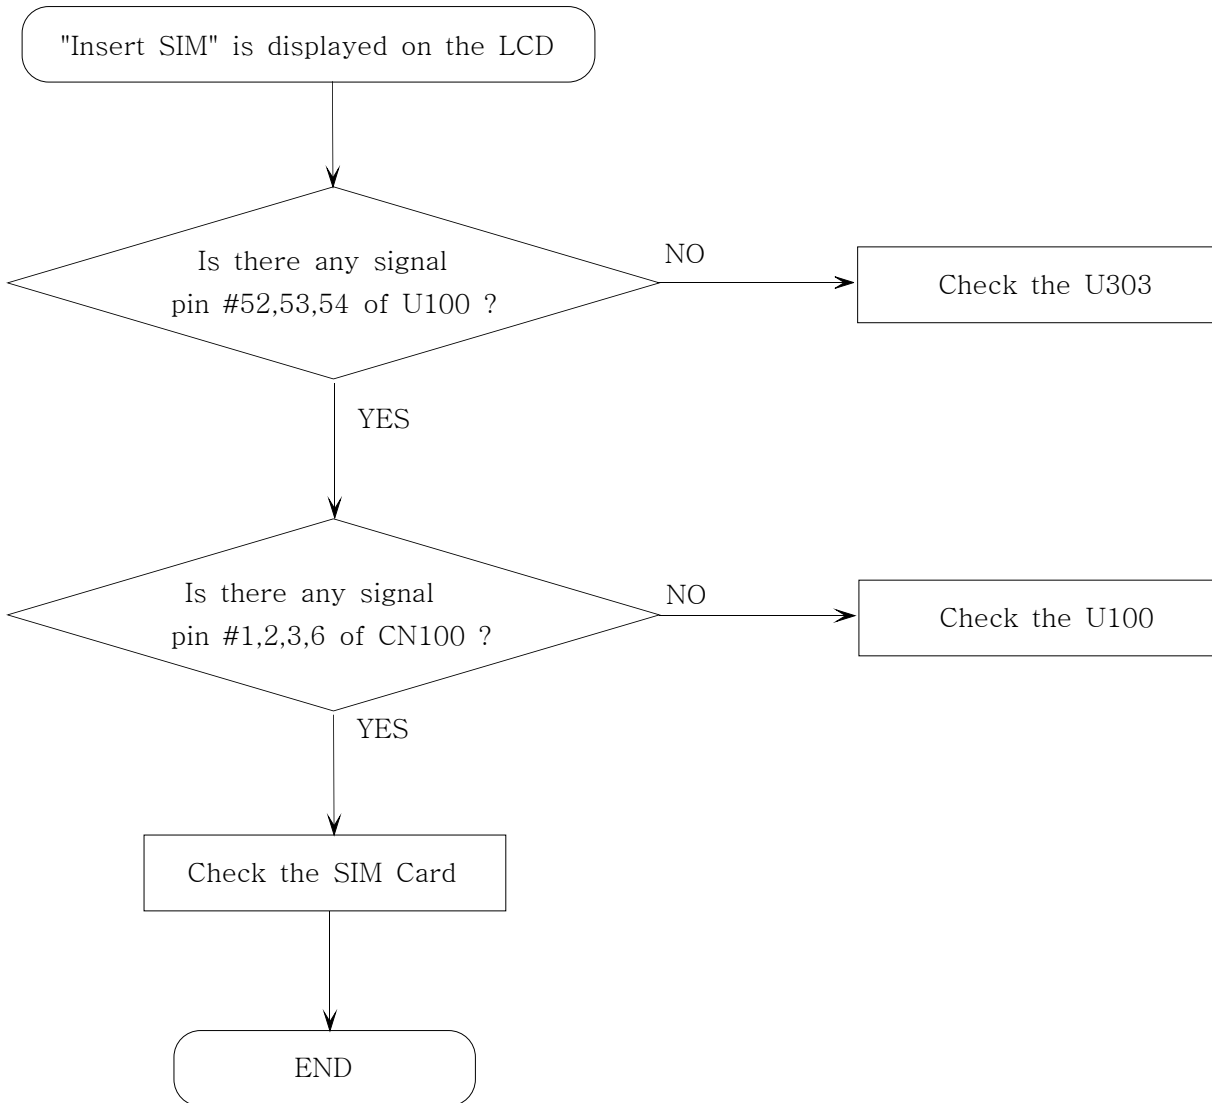 "Insert SIM" is displayed on the LCD
Is there any signal
pin #52,53,54 of U100 ?
NO
Check the U303
YES
Is there any signal
pin #1,2,3,6 of CN100 ?
NO
Check the U100
YES
Check the SIM Card
END